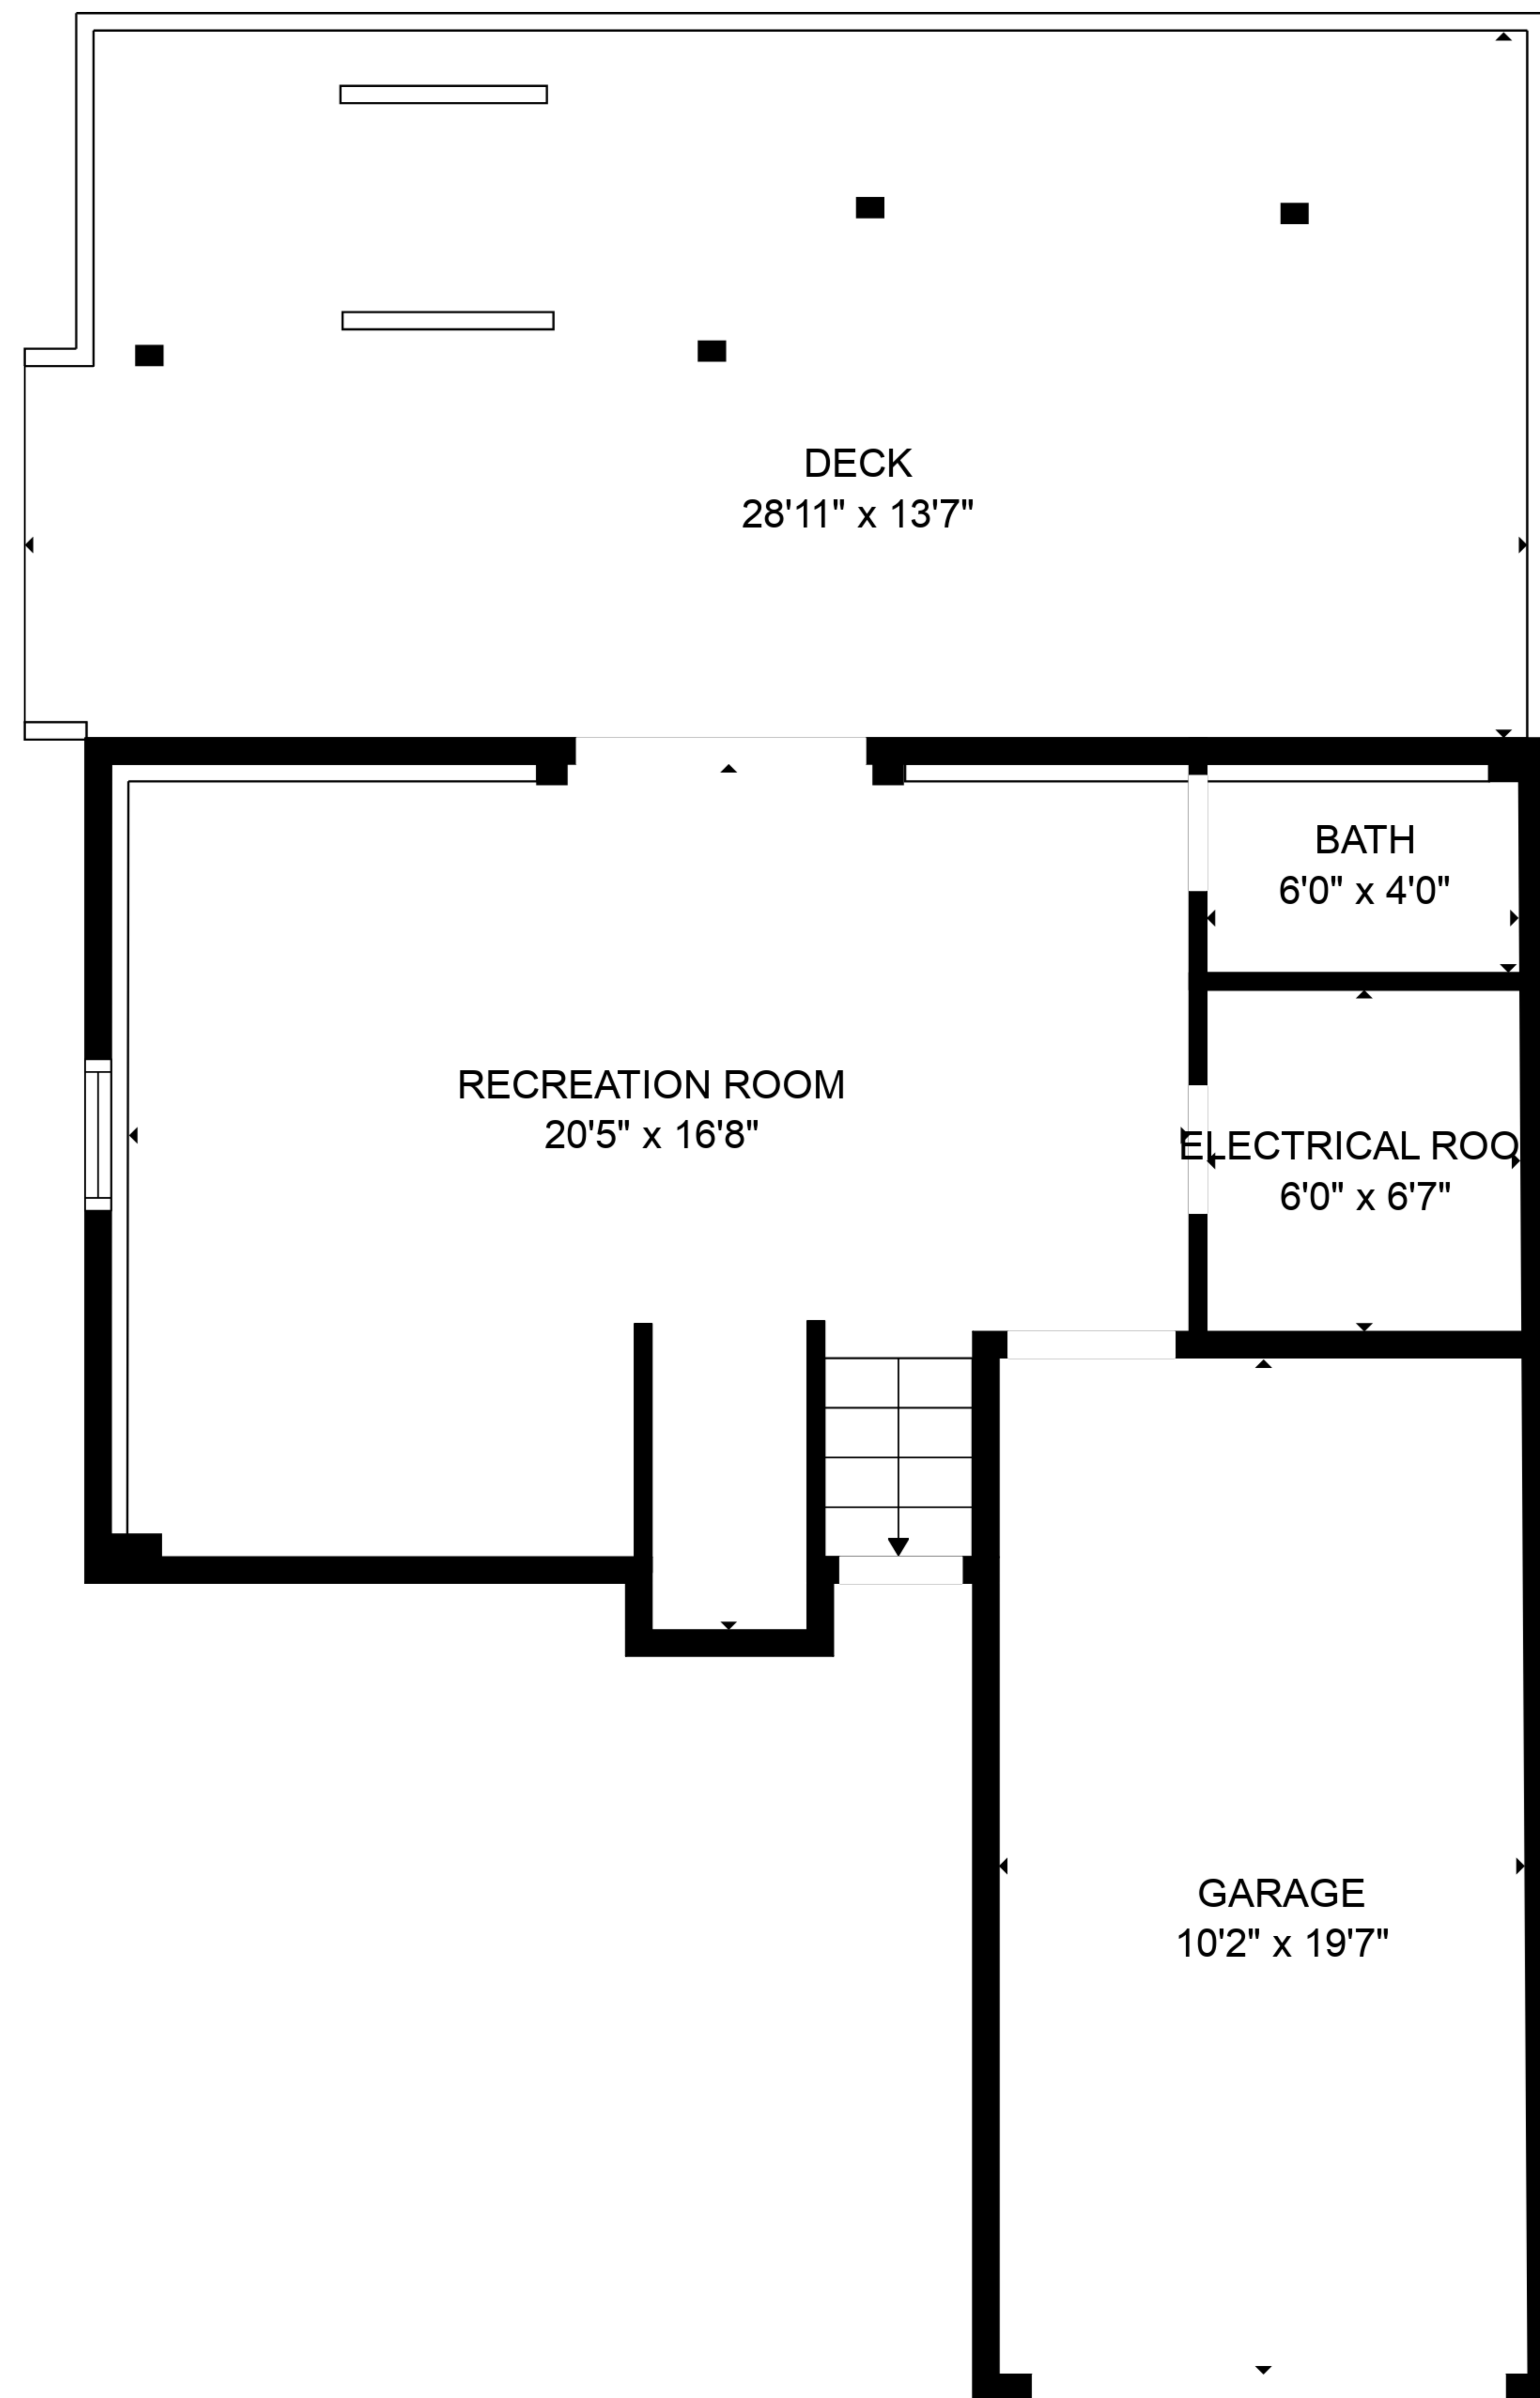 DECK
28'11" x 13'7"
BATH
6'0" x 4'0"
RECREATION ROOM
20'5" x 16'8"
ELECTRICAL ROO
6'0" x 6'7"
GARAGE
10'2" x 19'7"